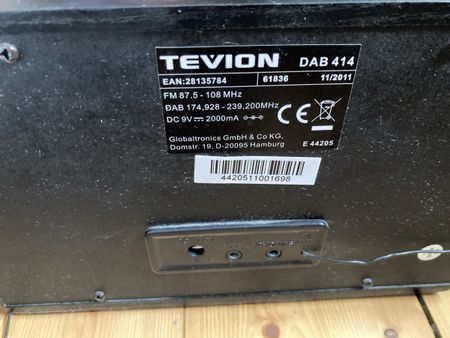 TEVION DAB 414
EAN:28135784 61836 11/2011
FM 87.5 - 108 MHz
DAB 174,928 - 239,200MHz
DC 9V 2000mA
CE
Globaltronics GmbH & Co KG,
Domstr. 19, D-20095 Hamburg E 44205
4420511001698